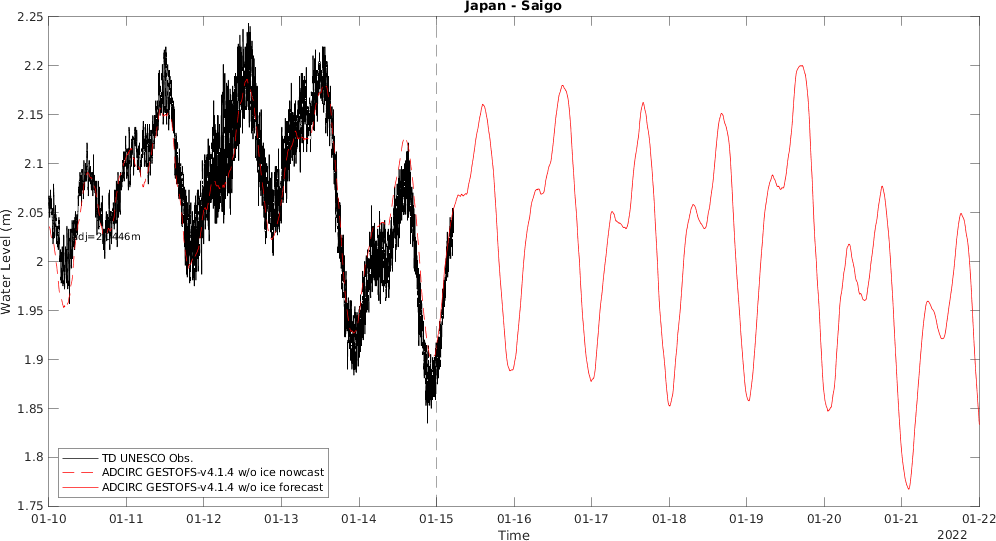 Japan - Saigo
2.25
2.2
2.15
2.1
2.05
2
1.95
1.9
1.85
1.8
1.75
Water Level (m)
TD UNESCO Obs.
ADCIRC GESTOFS-v4.1.4 w/o ice nowcast
ADCIRC GESTOFS-v4.1.4 w/o ice forecast
01-10 01-11 01-12 01-13 01-14 01-15 01-16 01-17 01-18 01-19 01-20 01-21 01-22
Time
2022